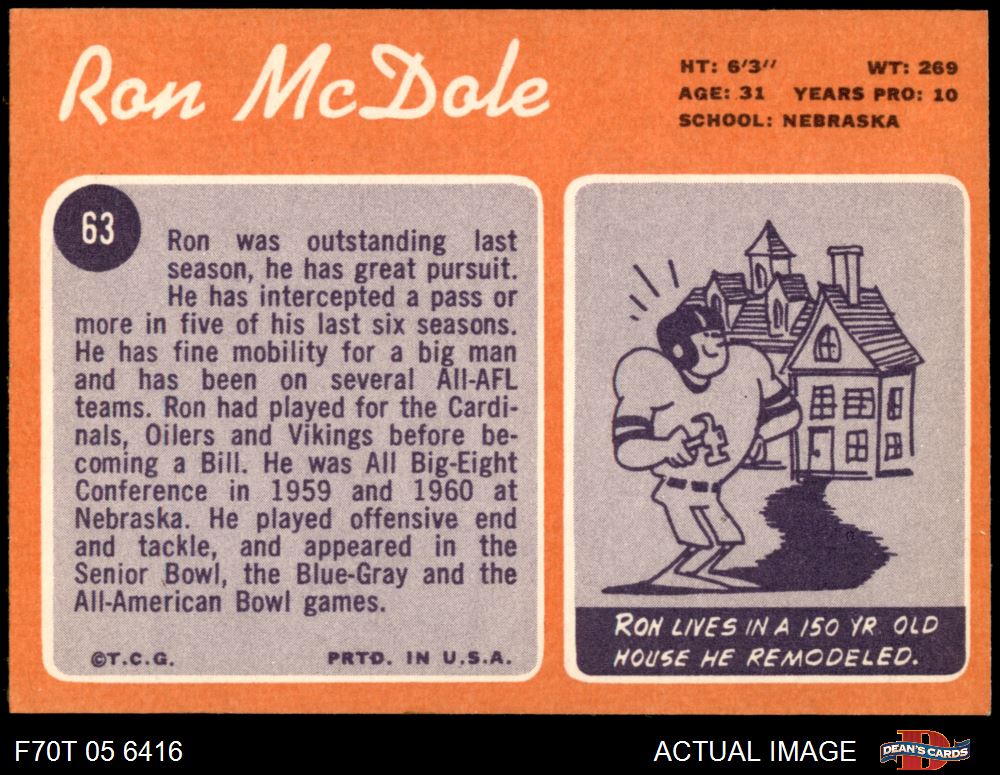 Ron McDole
HT: 6'3" WT: 269
AGE: 31 YEARS PRO: 10
SCHOOL: NEBRASKA
63
Ron was outstanding last
season, he has great pursuit.
He has intercepted a pass or
more in five of his last six seasons.
He has fine mobility for a big man
and has been on several All-AFL
teams. Ron had played for the Cardi-
nals, Oilers and Vikings before be-
coming a Bill. He was All Big-Eight
Conference in 1959 and 1960 at
Nebraska. He played offensive end
and tackle, and appeared in the
Senior Bowl, the Blue-Gray and the
All-American Bowl games.
©T.C.G. PRTD. IN U.S.A.
RON LIVES IN A 150 YR. OLD
HOUSE HE REMODELED.
F70T 05 6416
ACTUAL IMAGE
D
DEAN'S CARDS